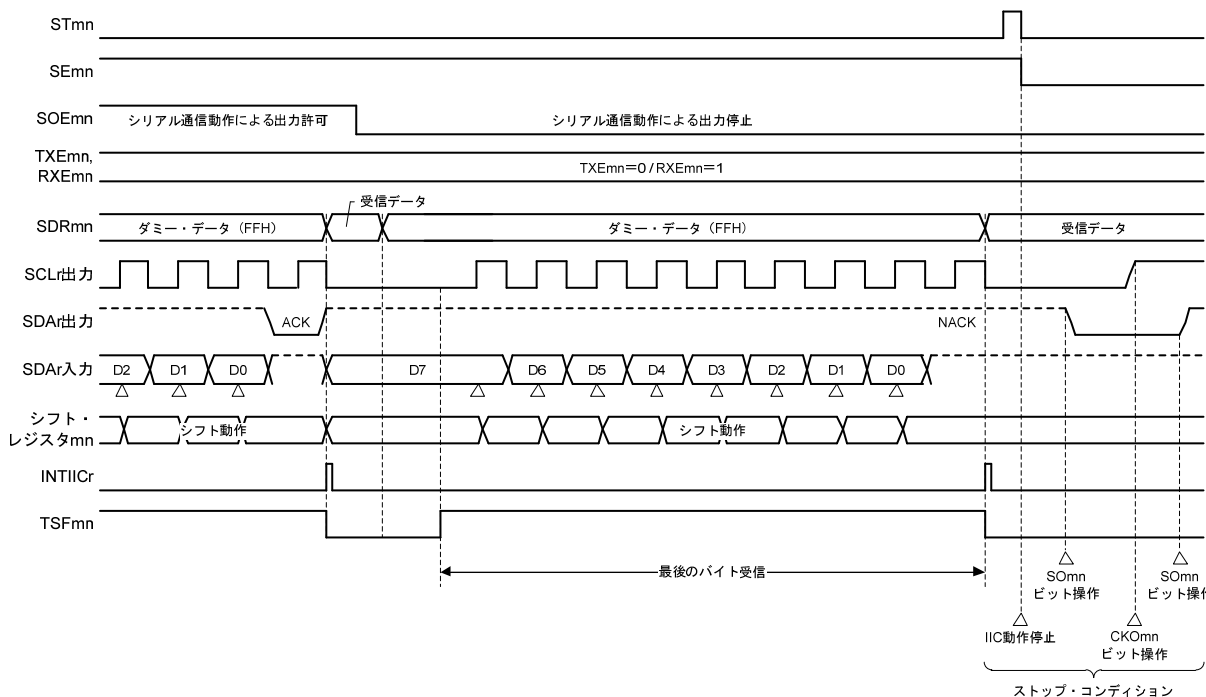 STmn
SEmn
SOEmn
シリアル通信動作による出力許可
シリアル通信動作による出力停止
TXEmn,
RXEmn
TXEmn=0/RXEmn=1
受信データ
SDRmn
ダミー・データ（FFH）
ダミー・データ（FFH）
受信データ
SCLr出力
SDAr出力
ACK
NACK
SDAr入力
D2
D1
D0
D7
D6
D5
D4
D3
D2
D1
D0
シフト・
レジスタmn
シフト動作
シフト動作
INTIICr
TSFmn
最後のバイト受信
SOmn
ビット操作
SOmn
ビット操作
IIC動作停止
CKOmn
ビット操作
ストップ・コンディション